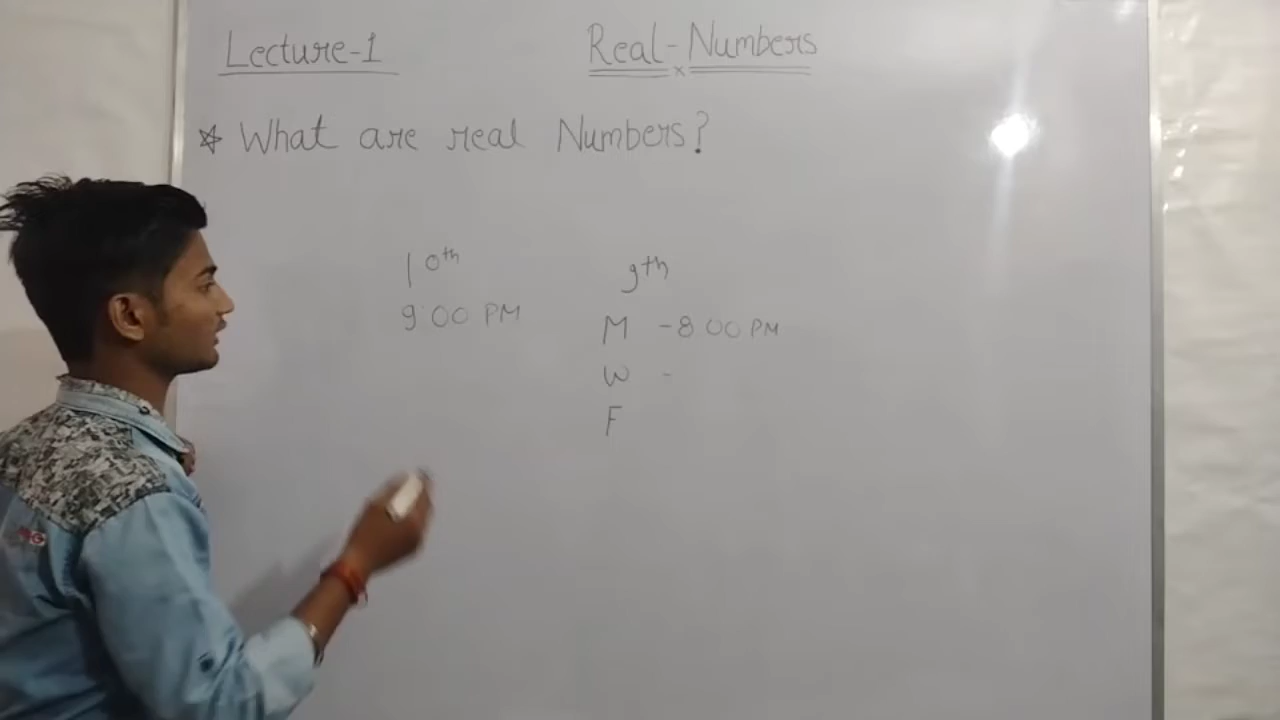 Lecture-1
Real-Numbers
What are real Numbers?
10th
9:00 PM
9th
M - 8 00 PM
W -
F